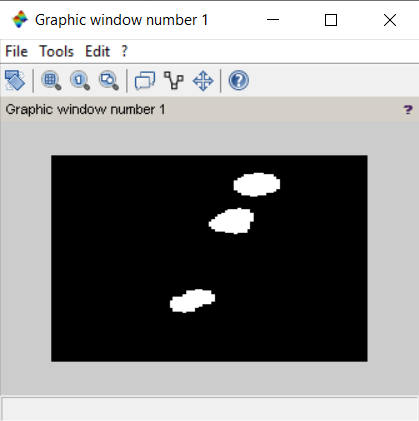 Graphic window number 1
File Tools Edit ?
Graphic window number 1 ?